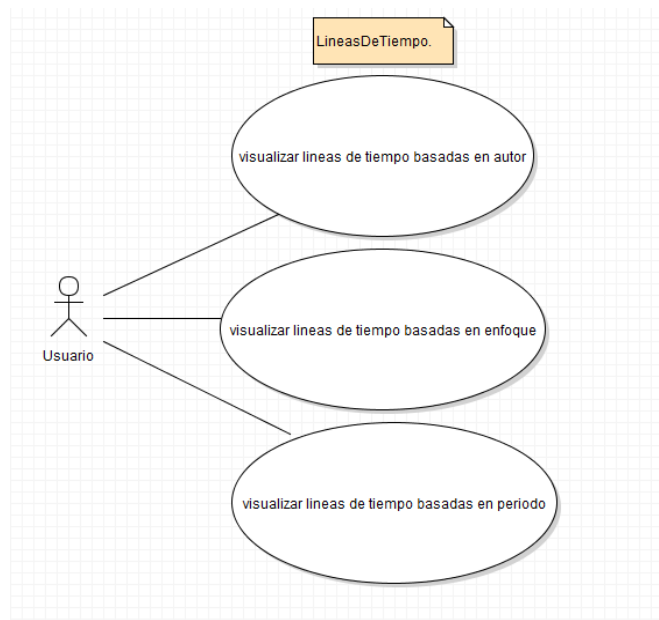 LineasDeTiempo.
visualizar lineas de tiempo basadas en autor
visualizar lineas de tiempo basadas en enfoque
Usuario
visualizar lineas de tiempo basadas en periodo